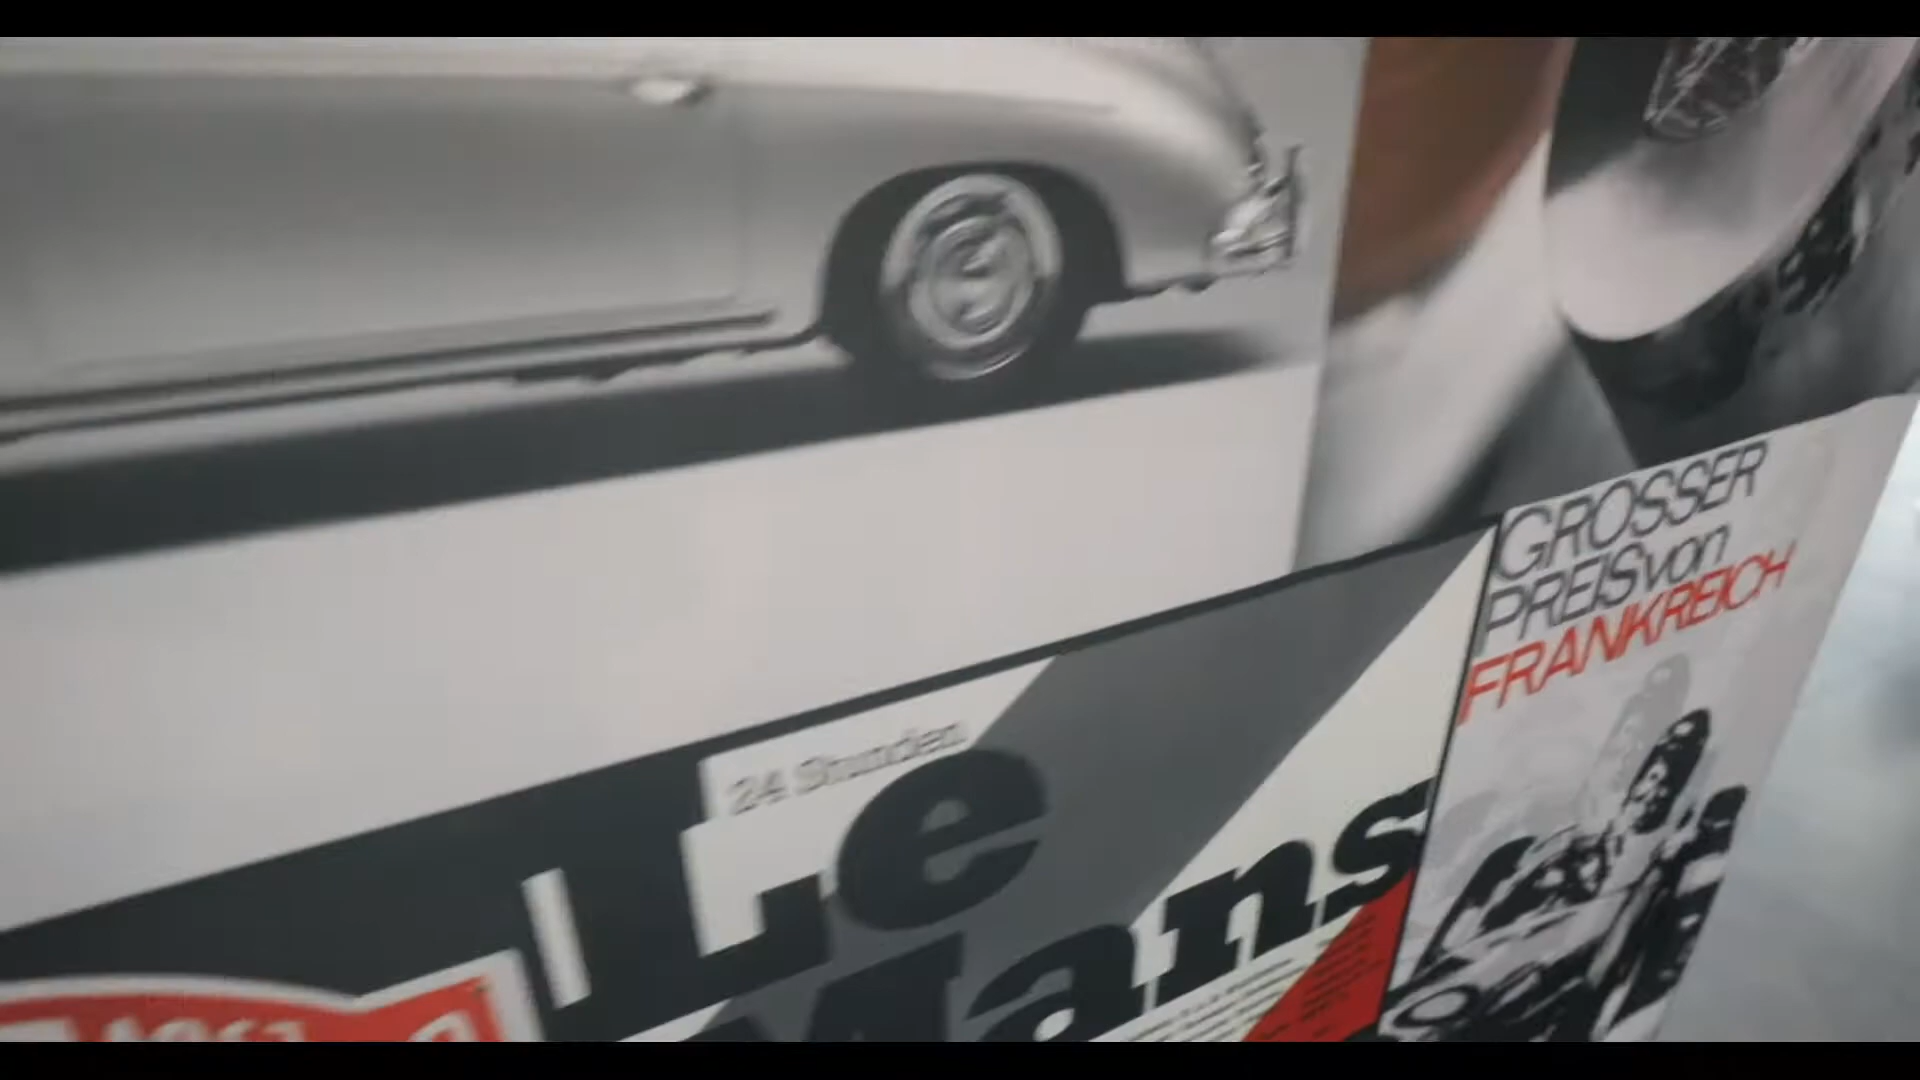 GROSSER
PREIS von
FRANKREICH
24 Stunden
Le
Mans